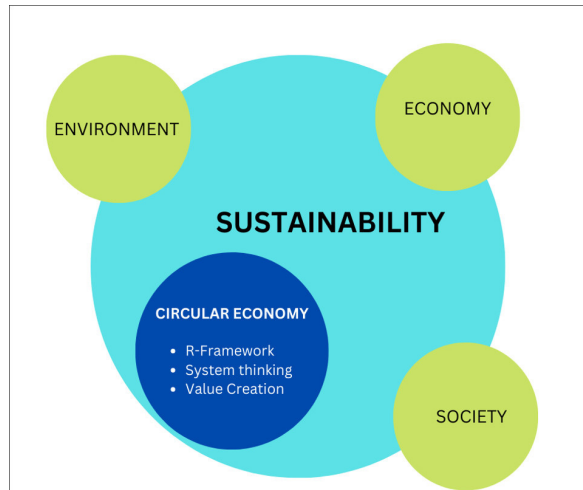 ECONOMY
ENVIRONMENT
SUSTAINABILITY
CIRCULAR ECONOMY
• R-Framework
• System thinking
• Value Creation
SOCIETY